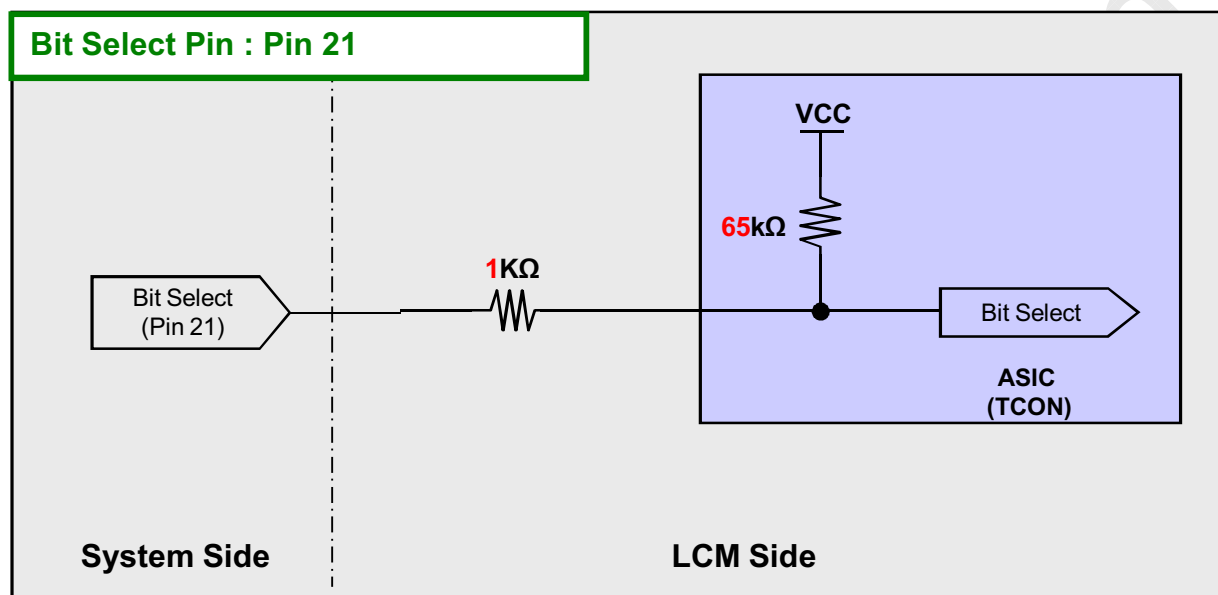 Bit Select Pin : Pin 21
VCC
65kΩ
1KΩ
Bit Select
(Pin 21)
Bit Select
ASIC
(TCON)
System Side
LCM Side